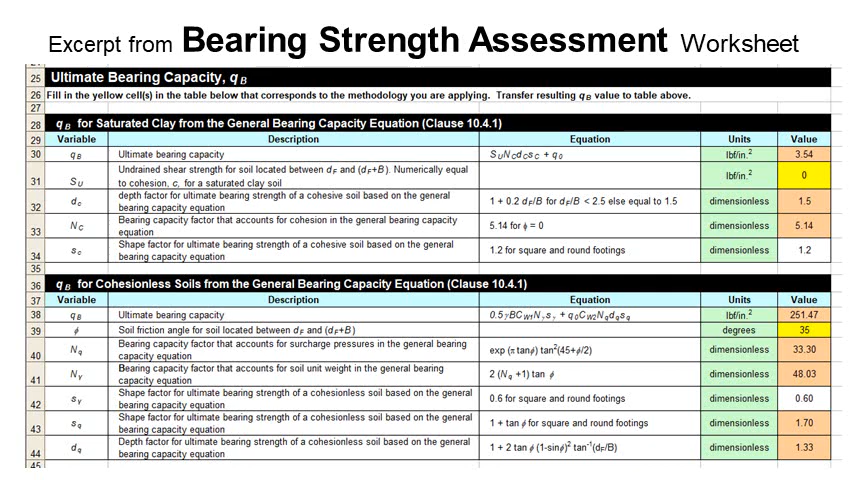 Excerpt from Bearing Strength Assessment Worksheet
25 Ultimate Bearing Capacity, qB
26 Fill in the yellow cell(s) in the table below that corresponds to the methodology you are applying. Transfer resulting qB value to table above.
27
28 qB for Saturated Clay from the General Bearing Capacity Equation (Clause 10.4.1)
29 Variable Description Equation Units Value
30 qB Ultimate bearing capacity SUNCdCsC + q0 lbf/in.2 3.54
Undrained shear strength for soil located between dF and (dF+B). Numerically equal
31 SU to cohesion, c, for a saturated clay soil lbf/in.2 0
depth factor for ultimate bearing strength of a cohesive soil based on the general
32 dc bearing capacity equation 1 + 0.2 dF/B for dF/B < 2.5 else equal to 1.5 dimensionless 1.5
Bearing capacity factor that accounts for cohesion in the general bearing capacity
33 NC equation 5.14 for ϕ = 0 dimensionless 5.14
Shape factor for ultimate bearing strength of a cohesive soil based on the general
34 sc bearing capacity equation 1.2 for square and round footings dimensionless 1.2
35
36 qB for Cohesionless Soils from the General Bearing Capacity Equation (Clause 10.4.1)
37 Variable Description Equation Units Value
38 qB Ultimate bearing capacity 0.5γBCW1Nγsγ + q0CW2Nqdqsq lbf/in.2 251.47
39 ϕ Soil friction angle for soil located between dF and (dF+B) degrees 35
Bearing capacity factor that accounts for surcharge pressures in the general bearing
40 Nq capacity equation exp (π tanϕ) tan2(45+ϕ/2) dimensionless 33.30
Bearing capacity factor that accounts for soil unit weight in the general bearing
41 Nγ capacity equation 2 (Nq +1) tan ϕ dimensionless 48.03
Shape factor for ultimate bearing strength of a cohesionless soil based on the general
42 sγ bearing capacity equation 0.6 for square and round footings dimensionless 0.60
Shape factor for ultimate bearing strength of a cohesionless soil based on the general
43 sq bearing capacity equation 1 + tan ϕ for square and round footings dimensionless 1.70
Depth factor for ultimate bearing strength of a cohesionless soil based on the general
44 dq bearing capacity equation 1 + 2 tan ϕ (1-sinϕ)2 tan-1(dF/B) dimensionless 1.33
45